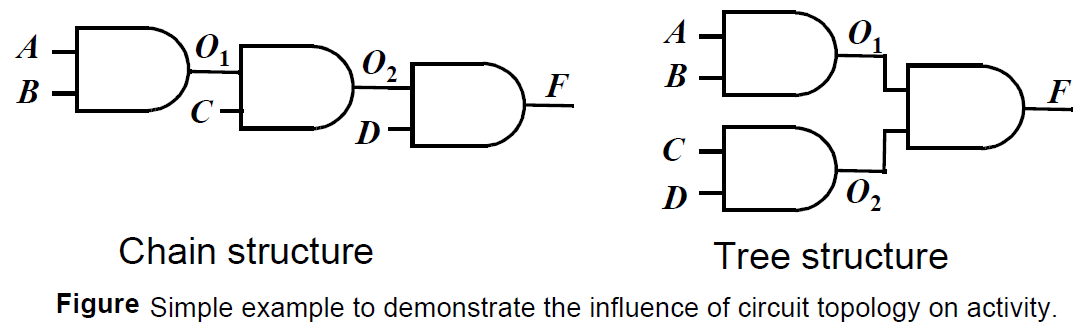 A
B
O1
C
O2
D
F
Chain structure
A
B
O1
C
D
O2
F
Tree structure
Figure Simple example to demonstrate the influence of circuit topology on activity.